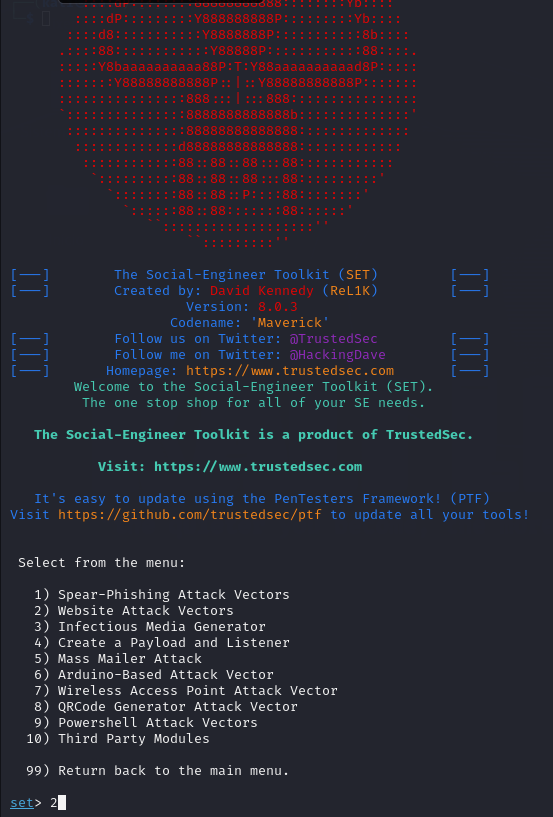 ::::dP::::::::Y888888888P:::::::::Yb::::
::::d8:::::::::::Y8888888P:::::::::::8b::::
.::::88::::::::::::Y88888P::::::::::::88::::.
:::::Y8baaaaaaaaaa88P:T:Y88aaaaaaaaaad8P:::::
:::::::Y88888888888P::|::Y88888888888P:::::::
::::::::::::::::888:::|:::888::::::::::::::::
`:::::::::::::::8888888888888b::::::::::::::`
:::::::::::::::88888888888888::::::::::::::
:::::::::::::d88888888888888:::::::::::::
::::::::::::88::88::88:::88::::::::::::
`::::::::::88::88::88:::88::::::::::`
`::::::::88::88::P::::88::::::::`
`::::::88::88:::::::88::::::`
``:::::::::::::::::::``
``:::::::::``
[---] The Social-Engineer Toolkit (SET) [---]
[---] Created by: David Kennedy (ReL1K) [---]
Version: 8.0.3
Codename: 'Maverick'
[---] Follow us on Twitter: @TrustedSec [---]
[---] Follow me on Twitter: @HackingDave [---]
[---] Homepage: https://www.trustedsec.com [---]
Welcome to the Social-Engineer Toolkit (SET).
The one stop shop for all of your SE needs.
The Social-Engineer Toolkit is a product of TrustedSec.
Visit: https://www.trustedsec.com
It's easy to update using the PenTesters Framework! (PTF)
Visit https://github.com/trustedsec/ptf to update all your tools!
Select from the menu:
1) Spear-Phishing Attack Vectors
2) Website Attack Vectors
3) Infectious Media Generator
4) Create a Payload and Listener
5) Mass Mailer Attack
6) Arduino-Based Attack Vector
7) Wireless Access Point Attack Vector
8) QRCode Generator Attack Vector
9) Powershell Attack Vectors
10) Third Party Modules
99) Return back to the main menu.
set> 2